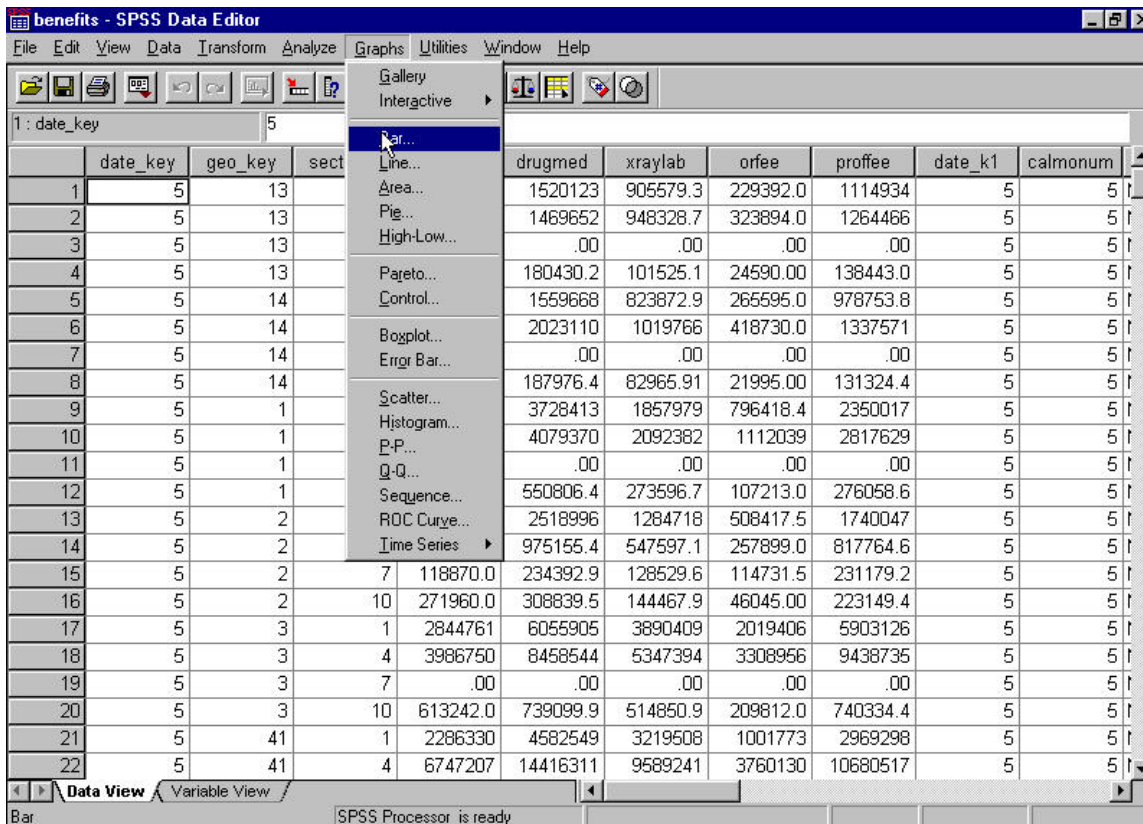 benefits - SPSS Data Editor
File Edit View Data Transform Analyze Graphs Utilities Window Help
Gallery
Interactive
1 : date_key 5
Bar...
Line...
Area...
Pie...
High-Low...
Pareto...
Control...
Boxplot...
Error Bar...
Scatter...
Histogram...
P-P...
Q-Q...
Sequence...
ROC Curve...
Time Series
date_key geo_key sect drugmed xraylab orfee proffee date_k1 calmonum
1 5 13 1520123 905579.3 229392.0 1114934 5 5
2 5 13 1469652 948328.7 323894.0 1264466 5 5
3 5 13 .00 .00 .00 .00 5 5
4 5 13 180430.2 101525.1 24590.00 138443.0 5 5
5 5 14 1559668 823872.9 265595.0 978753.8 5 5
6 5 14 2023110 1019766 418730.0 1337571 5 5
7 5 14 .00 .00 .00 .00 5 5
8 5 14 187976.4 82965.91 21995.00 131324.4 5 5
9 5 1 3728413 1857979 796418.4 2350017 5 5
10 5 1 4079370 2092382 1112039 2817629 5 5
11 5 1 .00 .00 .00 .00 5 5
12 5 1 550806.4 273596.7 107213.0 276058.6 5 5
13 5 2 2518996 1284718 508417.5 1740047 5 5
14 5 2 975155.4 547597.1 257899.0 817764.6 5 5
15 5 2 7 118870.0 234392.9 128529.6 114731.5 231179.2 5 5
16 5 2 10 271960.0 308839.5 144467.9 46045.00 223149.4 5 5
17 5 3 1 2844761 6055905 3890409 2019406 5903126 5 5
18 5 3 4 3986750 8458544 5347394 3308956 9438735 5 5
19 5 3 7 .00 .00 .00 .00 .00 5 5
20 5 3 10 613242.0 739099.9 514850.9 209812.0 740334.4 5 5
21 5 41 1 2286330 4582549 3219508 1001773 2969298 5 5
22 5 41 4 6747207 14416311 9589241 3760130 10680517 5 5
Data View Variable View
Bar SPSS Processor is ready